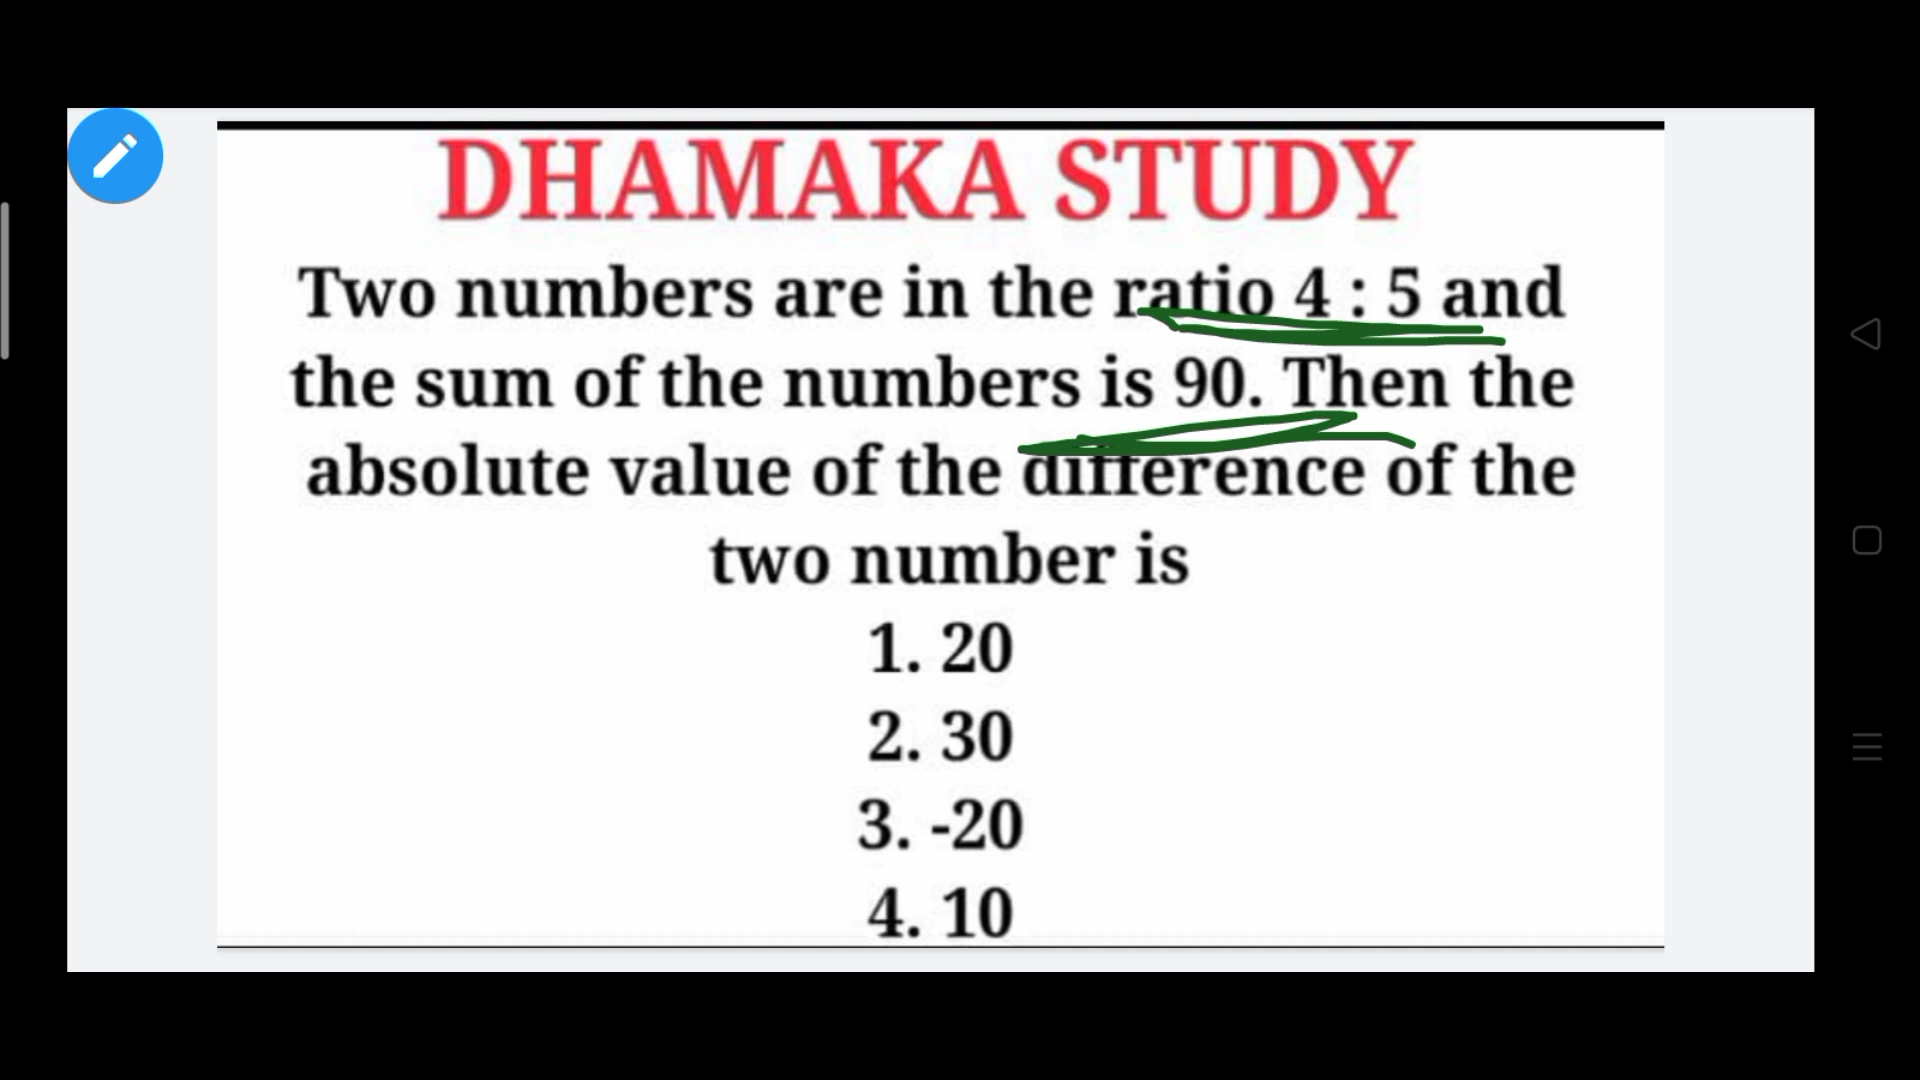 DHAMAKA STUDY
Two numbers are in the ratio 4 : 5 and
the sum of the numbers is 90. Then the
absolute value of the difference of the
two number is
1. 20
2. 30
3. -20
4. 10